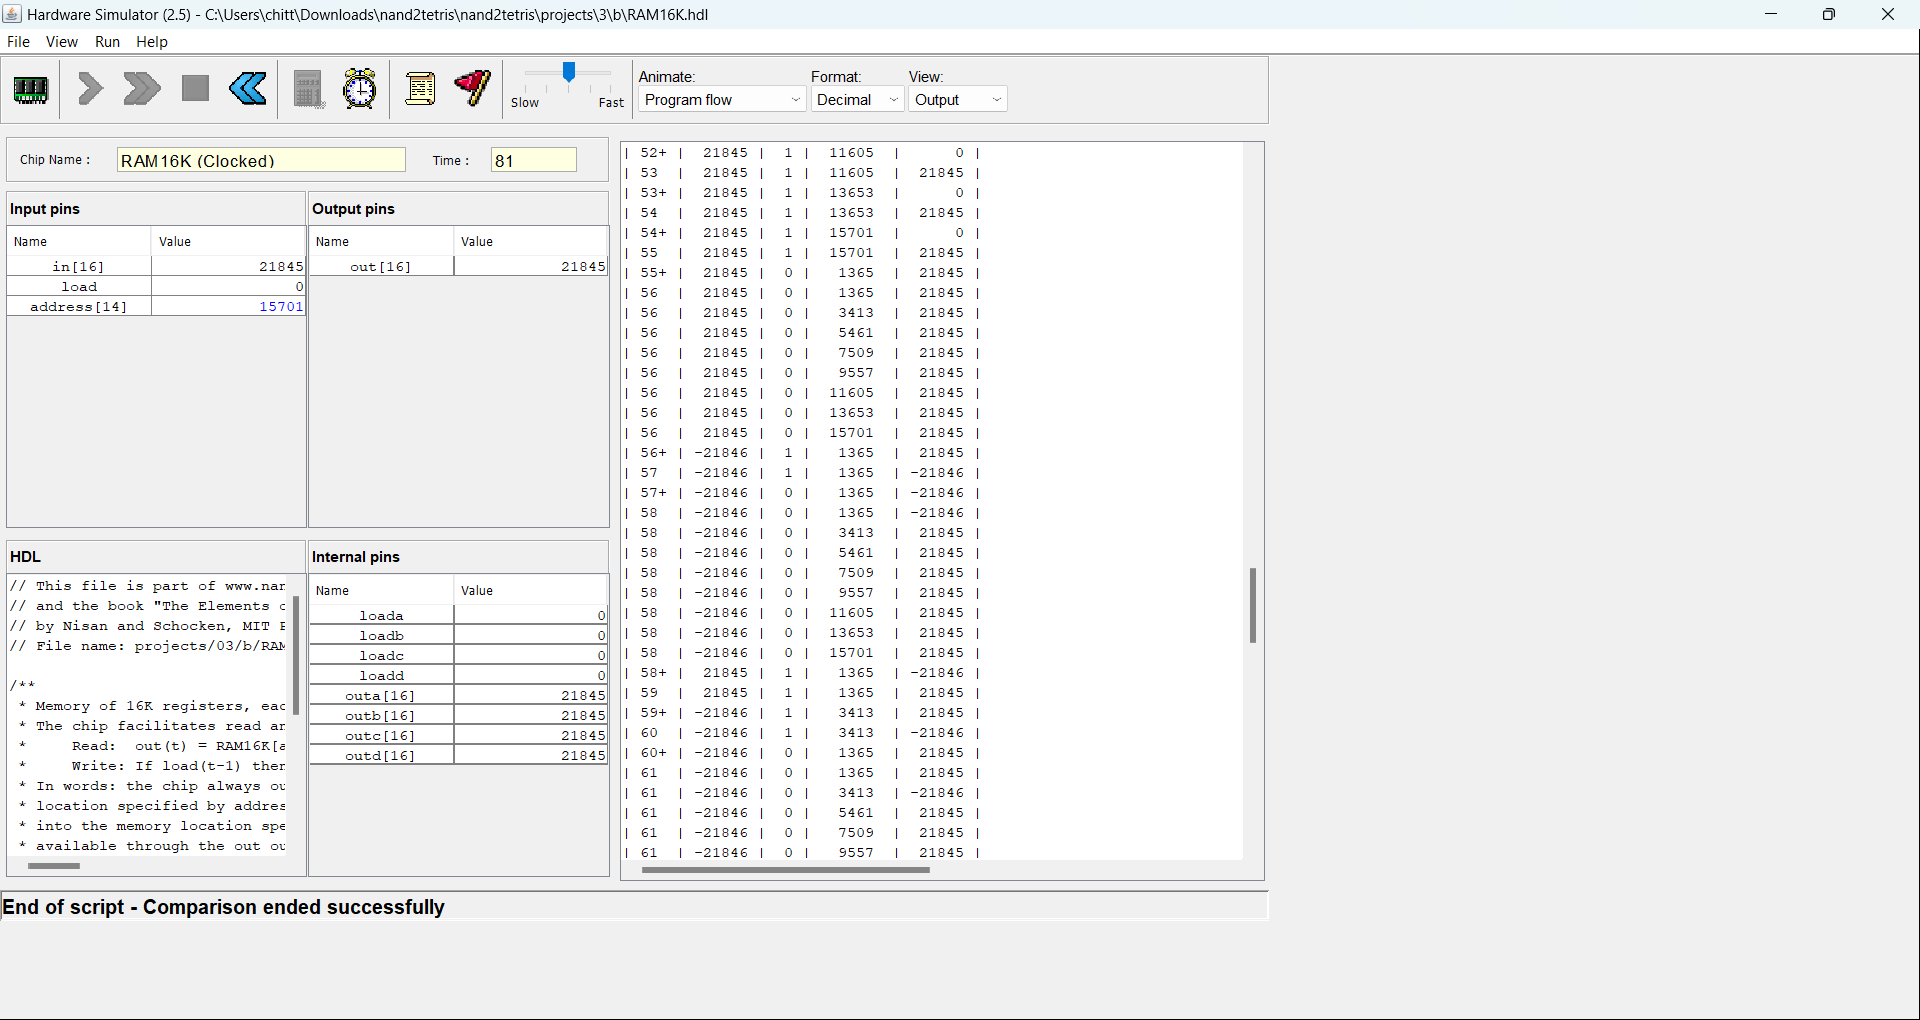 Hardware Simulator (2.5) - C:\Users\chitt\Downloads\nand2tetris\nand2tetris\projects\3\b\RAM16K.hdl
File View Run Help
Slow Fast
Animate: Format: View:
Program flow Decimal Output
Chip Name : RAM16K (Clocked) Time : 81
Input pins
Name Value
in[16] 21845
load 0
address[14] 15701
Output pins
Name Value
out[16] 21845
HDL
// This file is part of www.nan
// and the book "The Elements o
// by Nisan and Schocken, MIT P
// File name: projects/03/b/RAM
/**
* Memory of 16K registers, eac
* The chip facilitates read an
* Read: out(t) = RAM16K[a
* Write: If load(t-1) then
* In words: the chip always ou
* location specified by addres
* into the memory location spe
* available through the out ou
Internal pins
Name Value
loada 0
loadb 0
loadc 0
loadd 0
outa[16] 21845
outb[16] 21845
outc[16] 21845
outd[16] 21845
| 52+ | 21845 | 1 | 11605 | 0 |
| 53 | 21845 | 1 | 11605 | 21845 |
| 53+ | 21845 | 1 | 13653 | 0 |
| 54 | 21845 | 1 | 13653 | 21845 |
| 54+ | 21845 | 1 | 15701 | 0 |
| 55 | 21845 | 1 | 15701 | 21845 |
| 55+ | 21845 | 0 | 1365 | 21845 |
| 56 | 21845 | 0 | 1365 | 21845 |
| 56 | 21845 | 0 | 3413 | 21845 |
| 56 | 21845 | 0 | 5461 | 21845 |
| 56 | 21845 | 0 | 7509 | 21845 |
| 56 | 21845 | 0 | 9557 | 21845 |
| 56 | 21845 | 0 | 11605 | 21845 |
| 56 | 21845 | 0 | 13653 | 21845 |
| 56 | 21845 | 0 | 15701 | 21845 |
| 56+ | -21846 | 1 | 1365 | 21845 |
| 57 | -21846 | 1 | 1365 | -21846 |
| 57+ | -21846 | 0 | 1365 | -21846 |
| 58 | -21846 | 0 | 1365 | -21846 |
| 58 | -21846 | 0 | 3413 | 21845 |
| 58 | -21846 | 0 | 5461 | 21845 |
| 58 | -21846 | 0 | 7509 | 21845 |
| 58 | -21846 | 0 | 9557 | 21845 |
| 58 | -21846 | 0 | 11605 | 21845 |
| 58 | -21846 | 0 | 13653 | 21845 |
| 58 | -21846 | 0 | 15701 | 21845 |
| 58+ | 21845 | 1 | 1365 | -21846 |
| 59 | 21845 | 1 | 1365 | 21845 |
| 59+ | -21846 | 1 | 3413 | 21845 |
| 60 | -21846 | 1 | 3413 | -21846 |
| 60+ | -21846 | 0 | 1365 | 21845 |
| 61 | -21846 | 0 | 1365 | 21845 |
| 61 | -21846 | 0 | 3413 | -21846 |
| 61 | -21846 | 0 | 5461 | 21845 |
| 61 | -21846 | 0 | 7509 | 21845 |
| 61 | -21846 | 0 | 9557 | 21845 |
End of script - Comparison ended successfully